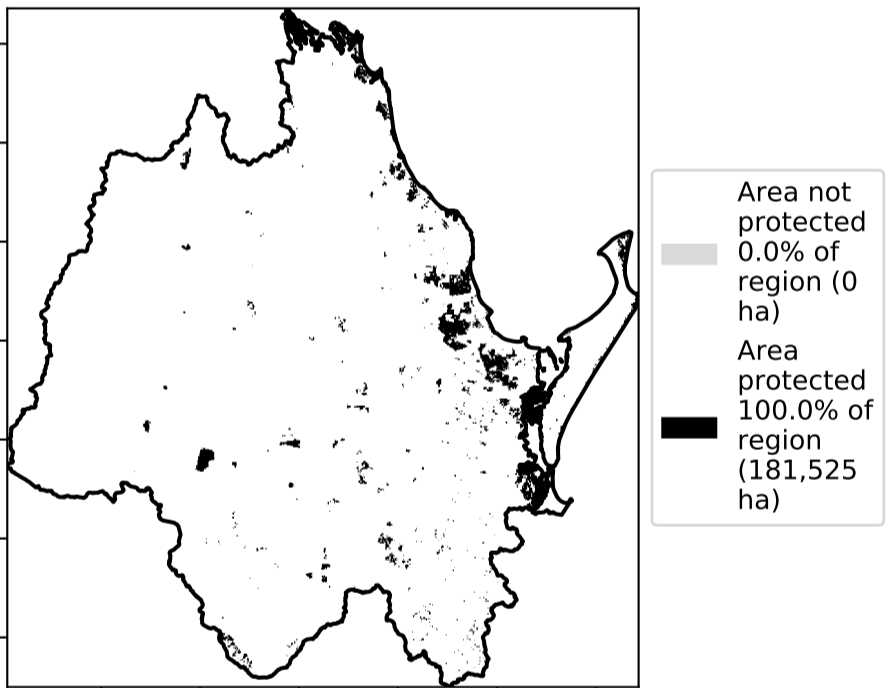 Area not
protected
0.0% of
region (0
ha)
Area
protected
100.0% of
region
(181,525
ha)